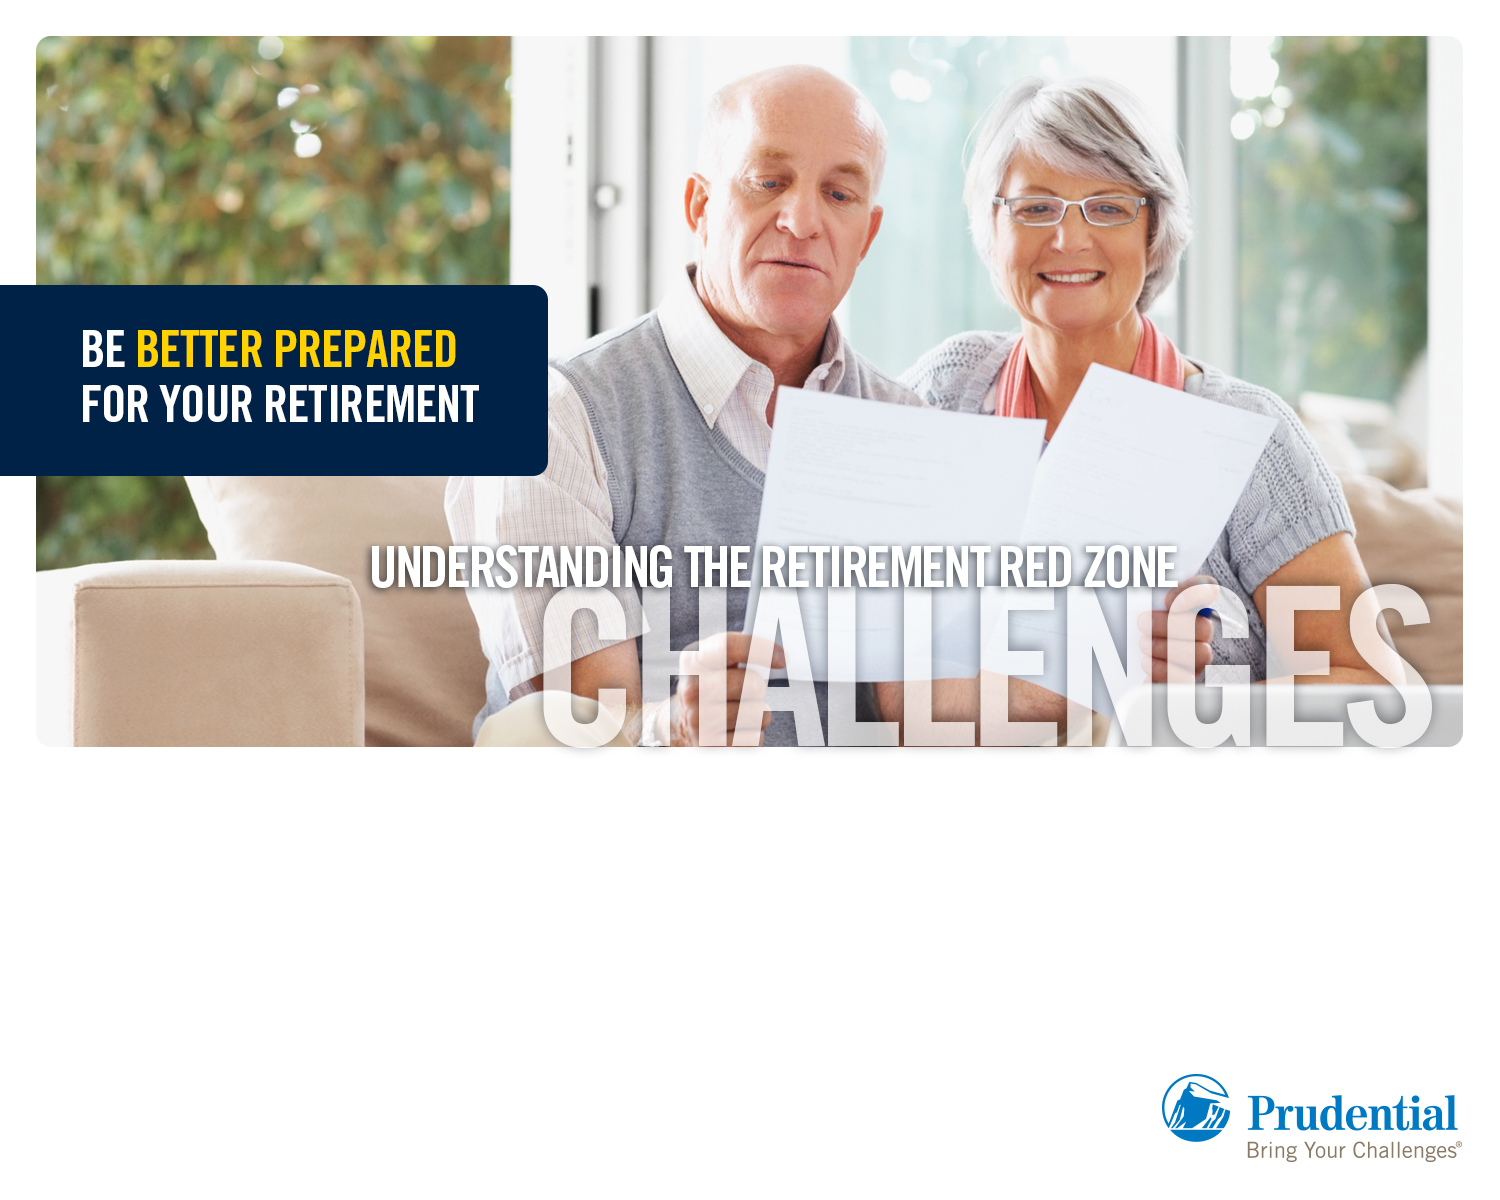 BE BETTER PREPARED
FOR YOUR RETIREMENT
UNDERSTANDING THE RETIREMENT RED ZONE
CHALLENGES
Prudential
Bring Your Challenges®